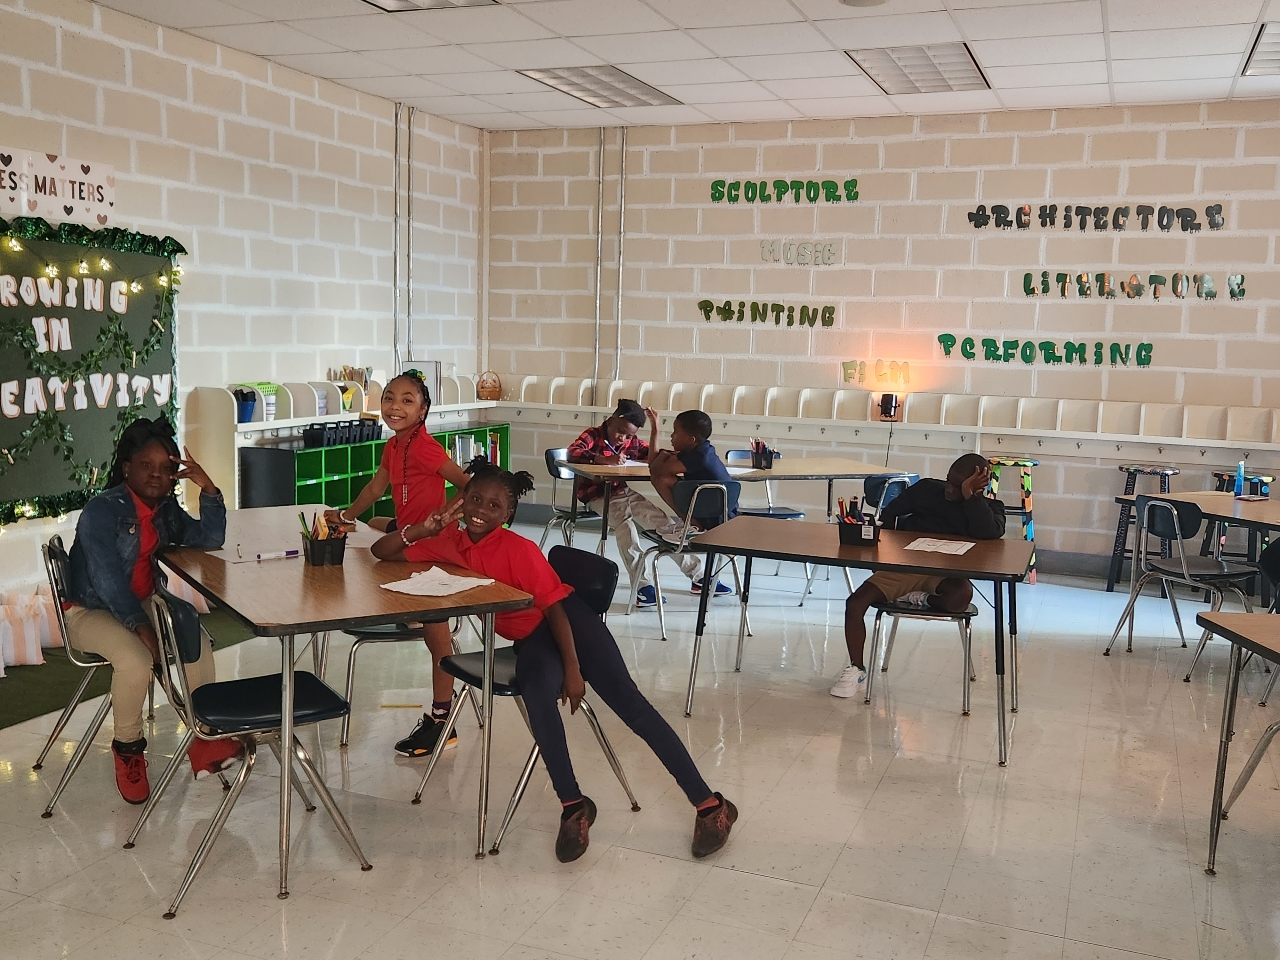 ESS MATTERS
ROWING
IN
EATIVITY
SCULPTURE
MUSIC
PAINTING
FILM
ARCHITECTURE
LITERATURE
PERFORMING